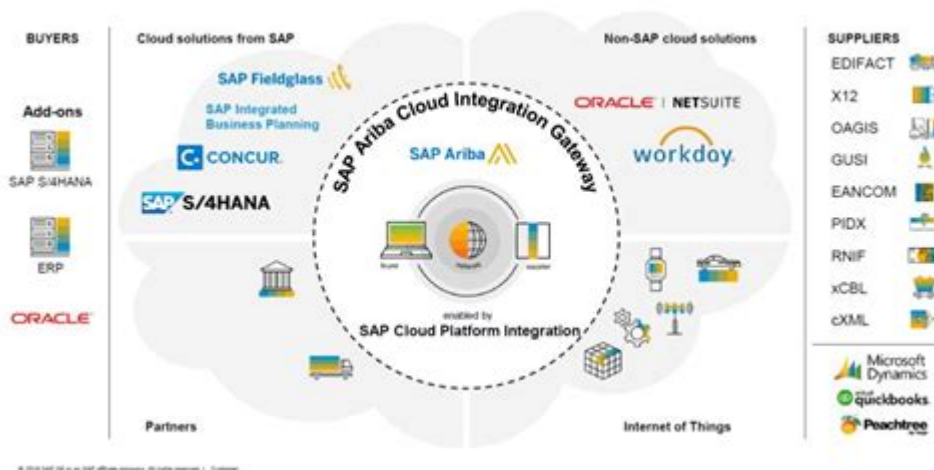 BUYERS
Add-ons
SAP S/4HANA
ERP
ORACLE
Cloud solutions from SAP
SAP Fieldglass
SAP Integrated
Business Planning
C. CONCUR.
SAP S/4HANA
Non-SAP cloud solutions
ORACLE | NETSUITE
workday.
SAP Ariba Cloud Integration Gateway
SAP Ariba
network
enabled by
SAP Cloud Platform Integration
Partners
Internet of Things
SUPPLIERS
EDIFACT
X12
OAGIS
GUSI
EANCOM
PIDX
RNIF
xCBL
cXML
Microsoft
Dynamics
quickbooks.
Peachtree